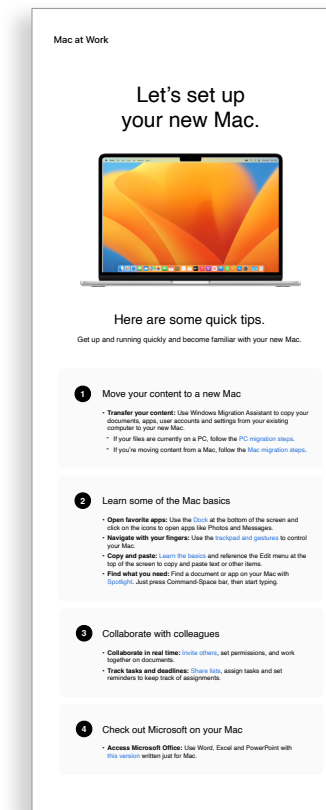 Mac at Work
Let’s set up
your new Mac.
Here are some quick tips.
Get up and running quickly and become familiar with your new Mac.
1 Move your content to a new Mac
• Transfer your content: Use Windows Migration Assistant to copy your
documents, apps, user accounts and settings from your existing
computer to your new Mac.
- If your files are currently on a PC, follow the PC migration steps.
- If you’re moving content from a Mac, follow the Mac migration steps.
2 Learn some of the Mac basics
• Open favorite apps: Use the Dock at the bottom of the screen and
click on the icons to open apps like Photos and Messages.
• Navigate with your fingers: Use the trackpad and gestures to control
your Mac.
• Copy and paste: Learn the basics and reference the Edit menu at the
top of the screen to copy and paste text or other items.
• Find what you need: Find a document or app on your Mac with
Spotlight. Just press Command-Space bar, then start typing.
3 Collaborate with colleagues
• Collaborate in real time: Invite others, set permissions, and work
together on documents.
• Track tasks and deadlines: Share lists, assign tasks and set
reminders to keep track of assignments.
4 Check out Microsoft on your Mac
• Access Microsoft Office: Use Word, Excel and PowerPoint with
this version written just for Mac.